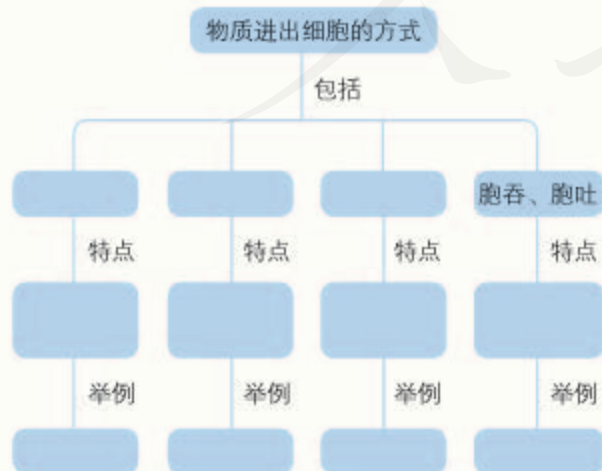 物质进出细胞的方式
包括
胞吞、胞吐
特点 特点 特点 特点
举例 举例 举例 举例